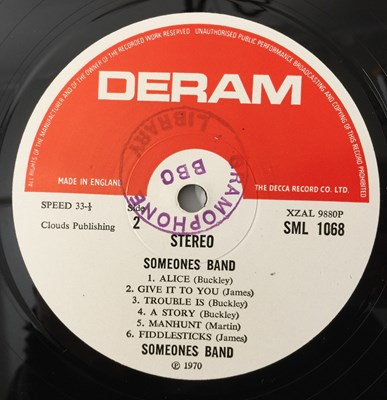 ALL RIGHTS OF THE MANUFACTURER AND OF THE OWNER OF THE RECORDED WORK RESERVED UNAUTHORISED PUBLIC PERFORMANCE BROADCASTING AND COPYING OF THIS RECORD PROHIBITED
DERAM
GRAMOPHONE LIBRARY
BBC
MADE IN ENGLAND
THE DECCA RECORD CO. LTD.
SPEED 33-⅓
Side
2
XZAL 9880P
Clouds Publishing
STEREO
SML 1068
SOMEONES BAND
1. ALICE (Buckley)
2. GIVE IT TO YOU (James)
3. TROUBLE IS (Buckley)
4. A STORY (Buckley)
5. MANHUNT (Martin)
6. FIDDLESTICKS (James)
SOMEONES BAND
℗ 1970